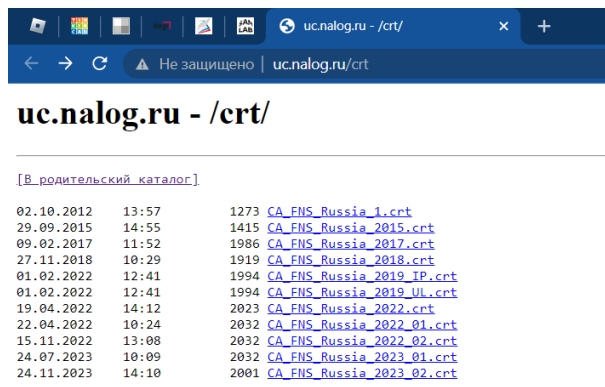 uc.nalog.ru - /crt/
Не защищено | uc.nalog.ru/crt
uc.nalog.ru - /crt/
[В родительский каталог]
02.10.2012 13:57 1273 CA_FNS_Russia_1.crt
29.09.2015 14:55 1415 CA_FNS_Russia_2015.crt
09.02.2017 11:52 1986 CA_FNS_Russia_2017.crt
27.11.2018 10:29 1919 CA_FNS_Russia_2018.crt
01.02.2022 12:41 1994 CA_FNS_Russia_2019_IP.crt
01.02.2022 12:41 1994 CA_FNS_Russia_2019_UL.crt
19.04.2022 14:12 2023 CA_FNS_Russia_2022.crt
22.04.2022 10:24 2032 CA_FNS_Russia_2022_01.crt
15.11.2022 13:08 2032 CA_FNS_Russia_2022_02.crt
24.07.2023 10:09 2032 CA_FNS_Russia_2023_01.crt
24.11.2023 14:10 2001 CA_FNS_Russia_2023_02.crt